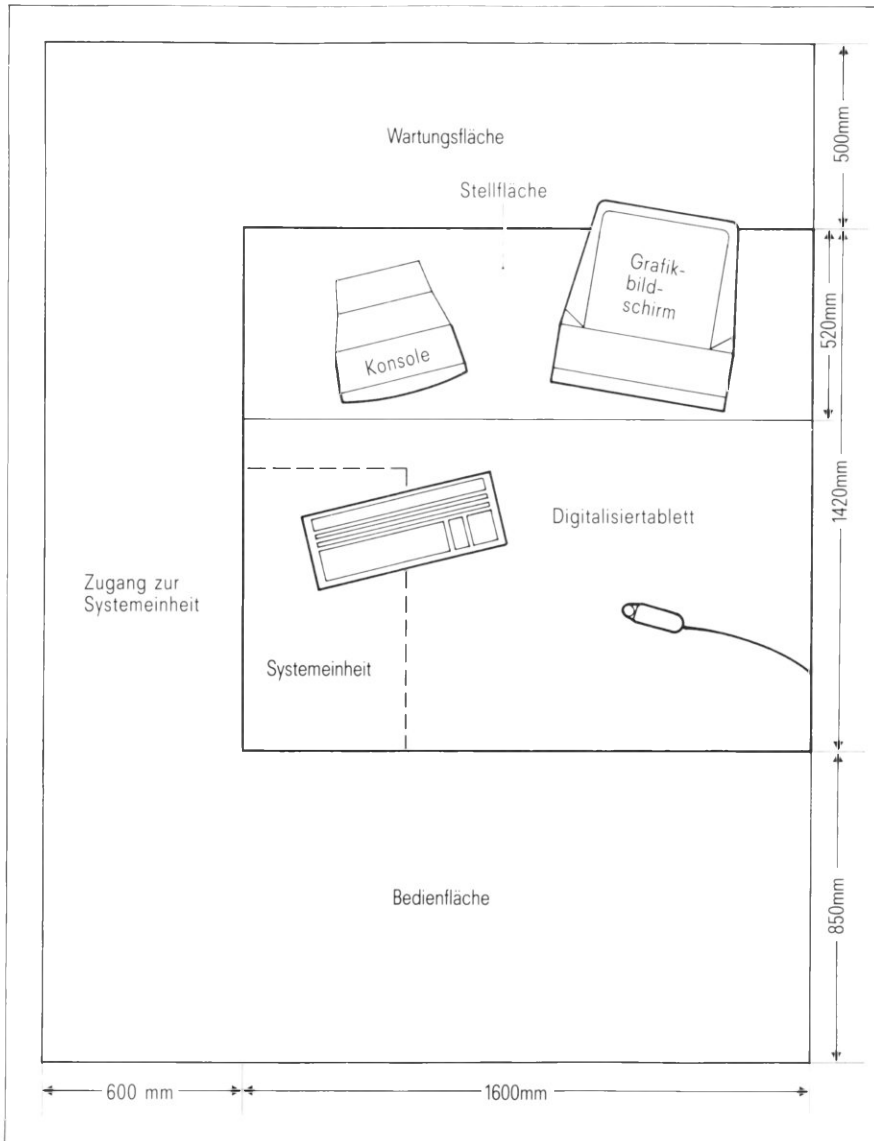 Wartungsfläche
500mm
Stellfläche
Grafik-
bild-
schirm
520mm
Konsole
1420mm
Digitalisiertablett
Zugang zur
Systemeinheit
Systemeinheit
Bedienfläche
850mm
600 mm
1600mm